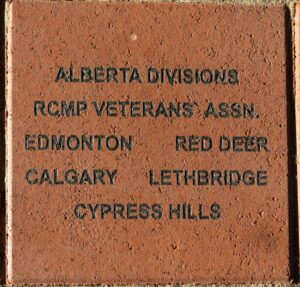 ALBERTA DIVISIONS
RCMP VETERANS' ASSN.
EDMONTON RED DEER
CALGARY LETHBRIDGE
CYPRESS HILLS